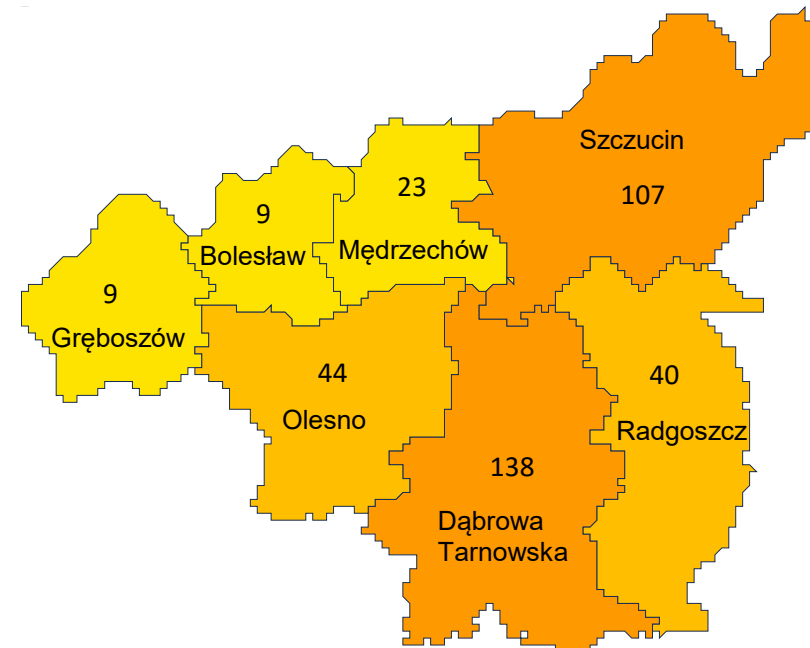 Szczucin
107
23
Mędrzechów
9
Bolesław
9
Gręboszów
44
Olesno
40
Radgoszcz
138
Dąbrowa
Tarnowska